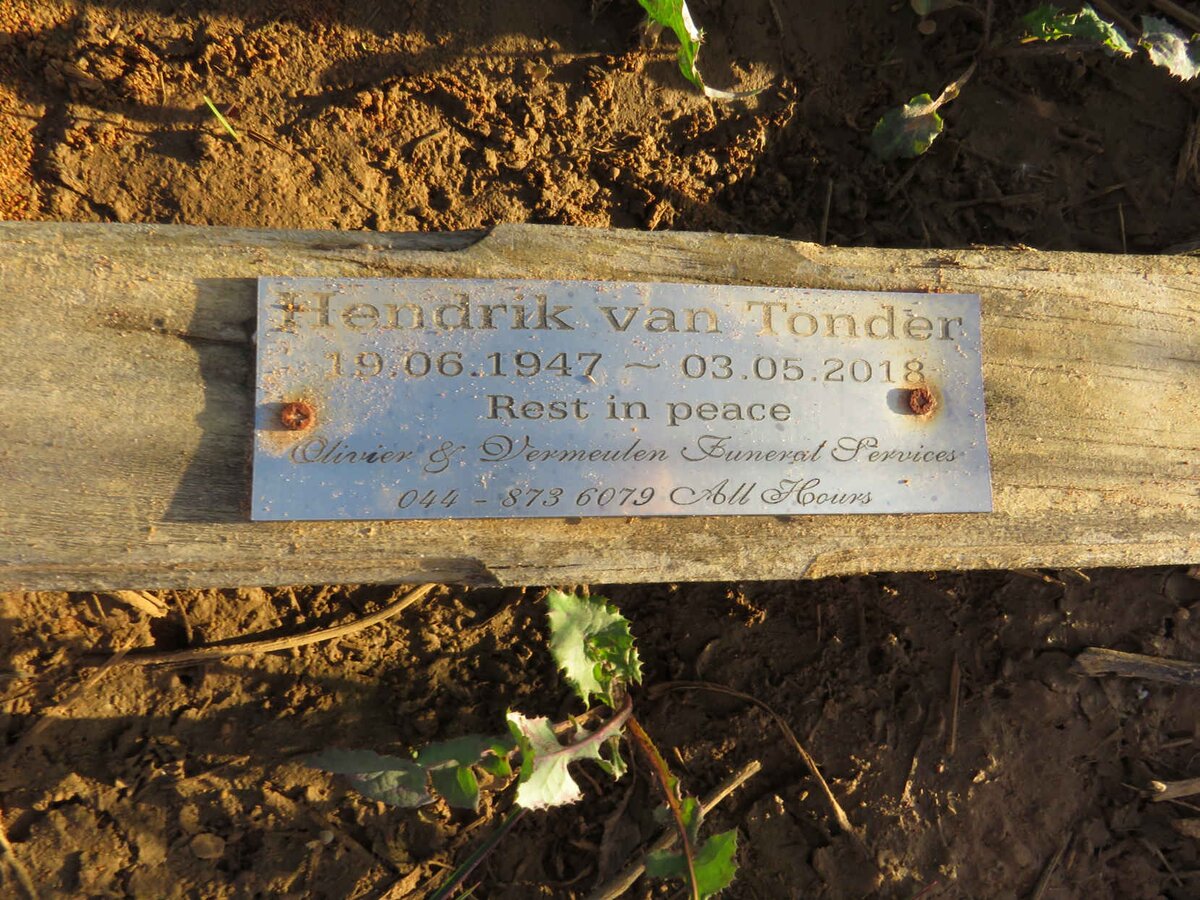 Hendrik van Tonder
19.06.1947 ~ 03.05.2018
Rest in peace
Olivier & Vermeulen Funeral Services
044 - 873 6079 All Hours